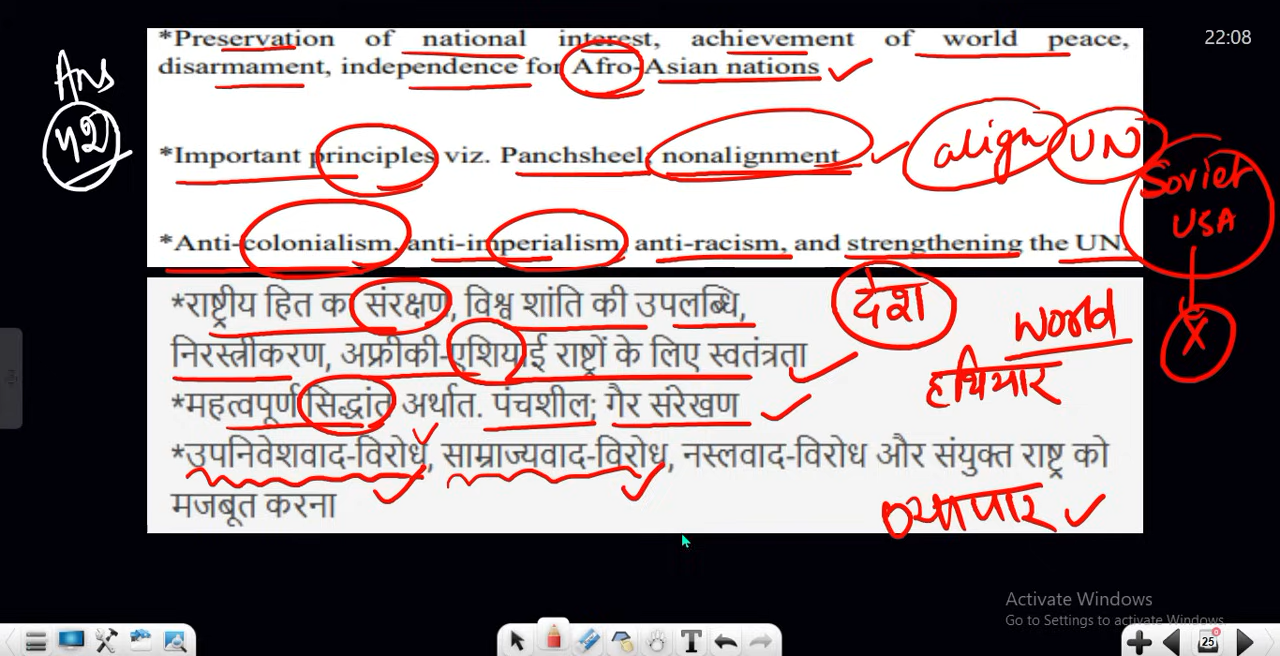 *Preservation of national interest, achievement of world peace,
disarmament, independence for Afro-Asian nations
22:08
Ans
42
*Important principles viz. Panchsheel, nonalignment
align UN
Soviet
USA
X
*Anti-colonialism, anti-imperialism, anti-racism, and strengthening the UN.
*राष्ट्रीय हित का संरक्षण, विश्व शांति की उपलब्धि,
निरस्त्रीकरण, अफ्रीकी-एशियाई राष्ट्रों के लिए स्वतंत्रता
*महत्वपूर्ण सिद्धांत अर्थात. पंचशील; गैर संरेखण
*उपनिवेशवाद-विरोध, साम्राज्यवाद-विरोध, नस्लवाद-विरोध और संयुक्त राष्ट्र को
मजबूत करना
देश
World
हथियार
व्यापार
Activate Windows
Go to Settings to activate Windows.
T
25